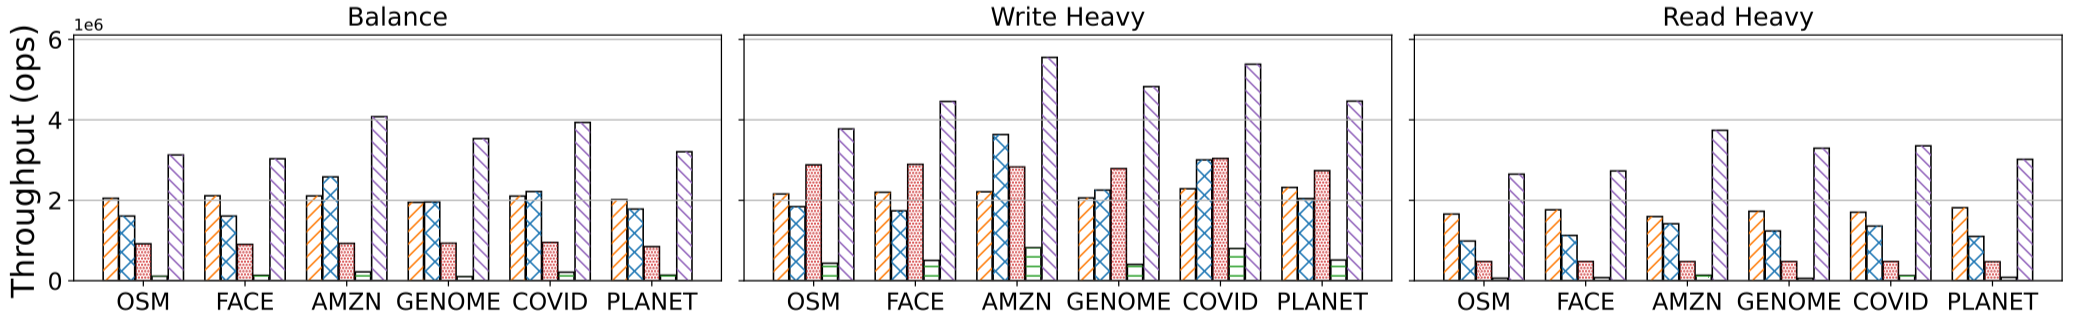 Balance
Write Heavy
Read Heavy
1e6
Throughput (ops)
6
4
2
0
OSM FACE AMZN GENOME COVID PLANET
OSM FACE AMZN GENOME COVID PLANET
OSM FACE AMZN GENOME COVID PLANET